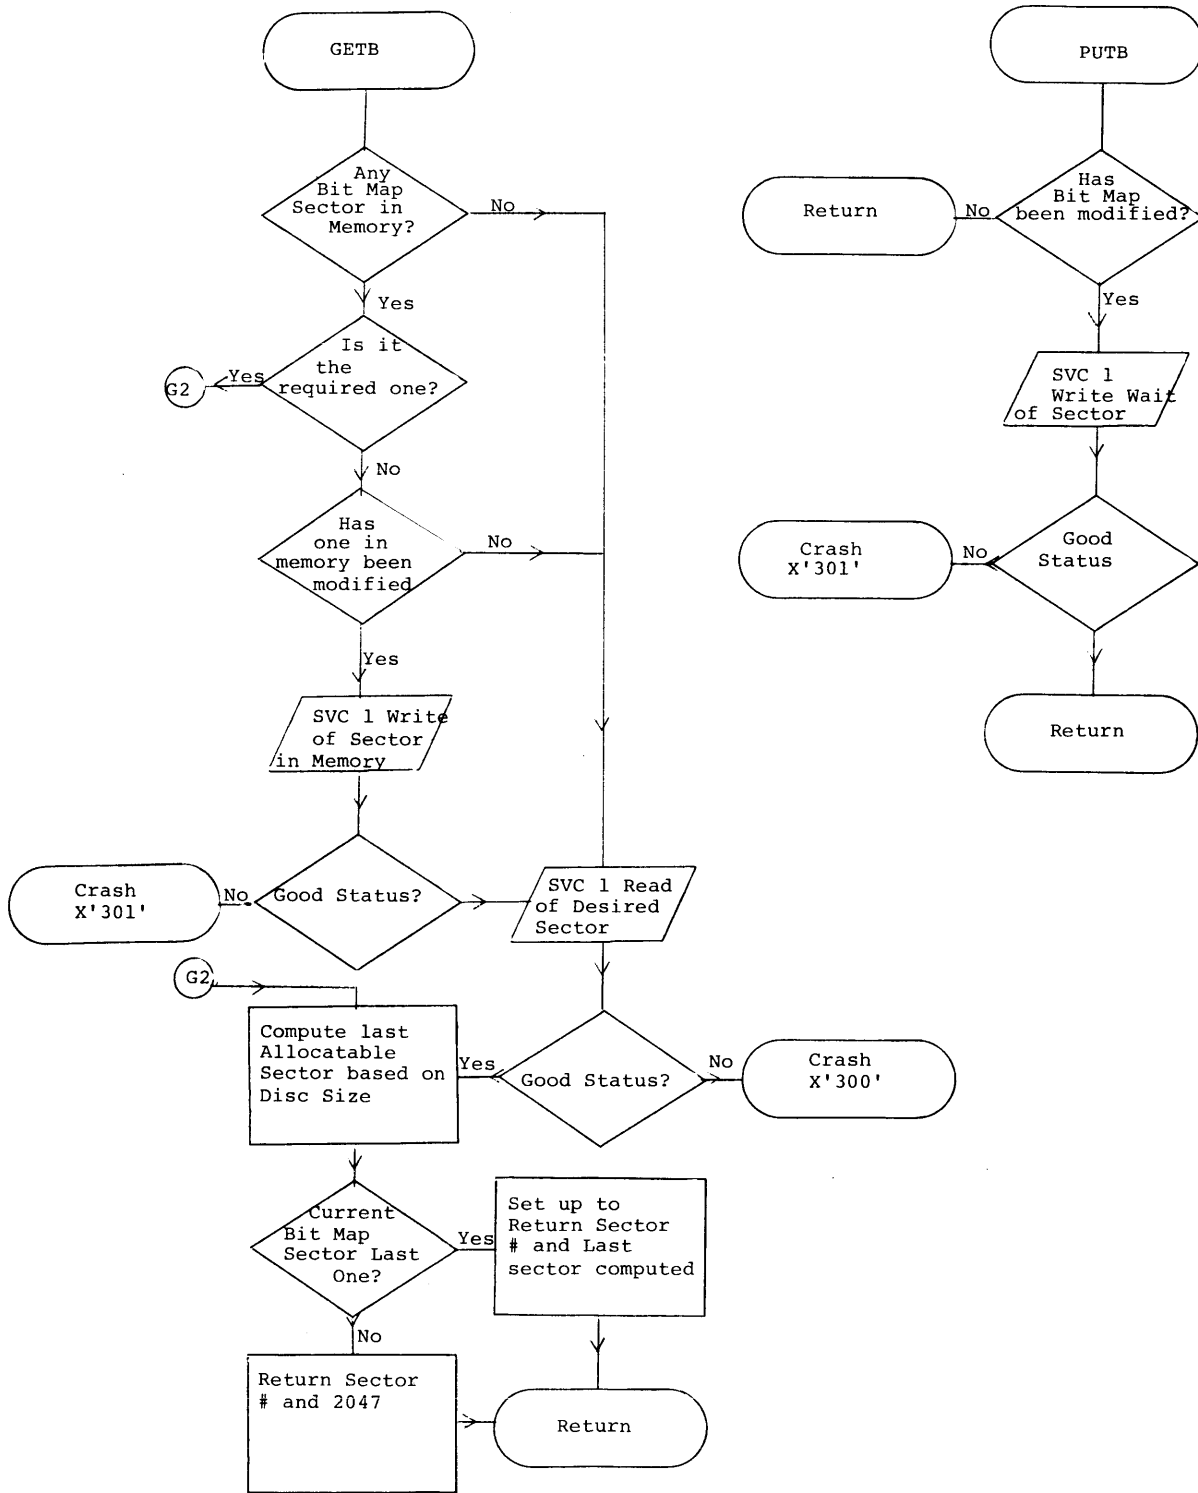 GETB
Any
Bit Map
Sector in
Memory?
No
Yes
Is it
the
required one?
Yes
G2
No
Has
one in
memory been
modified
No
Yes
SVC 1 Write
of Sector
in Memory
Good Status?
No
Crash
X'301'
SVC 1 Read
of Desired
Sector
G2
Compute last
Allocatable
Sector based on
Disc Size
Yes
Good Status?
No
Crash
X'300'
Current
Bit Map
Sector Last
One?
Yes
Set up to
Return Sector
# and Last
sector computed
No
Return Sector
# and 2047
Return
PUTB
Has
Bit Map
been modified?
No
Return
Yes
SVC 1
Write Wait
of Sector
Good
Status
No
Crash
X'301'
Return